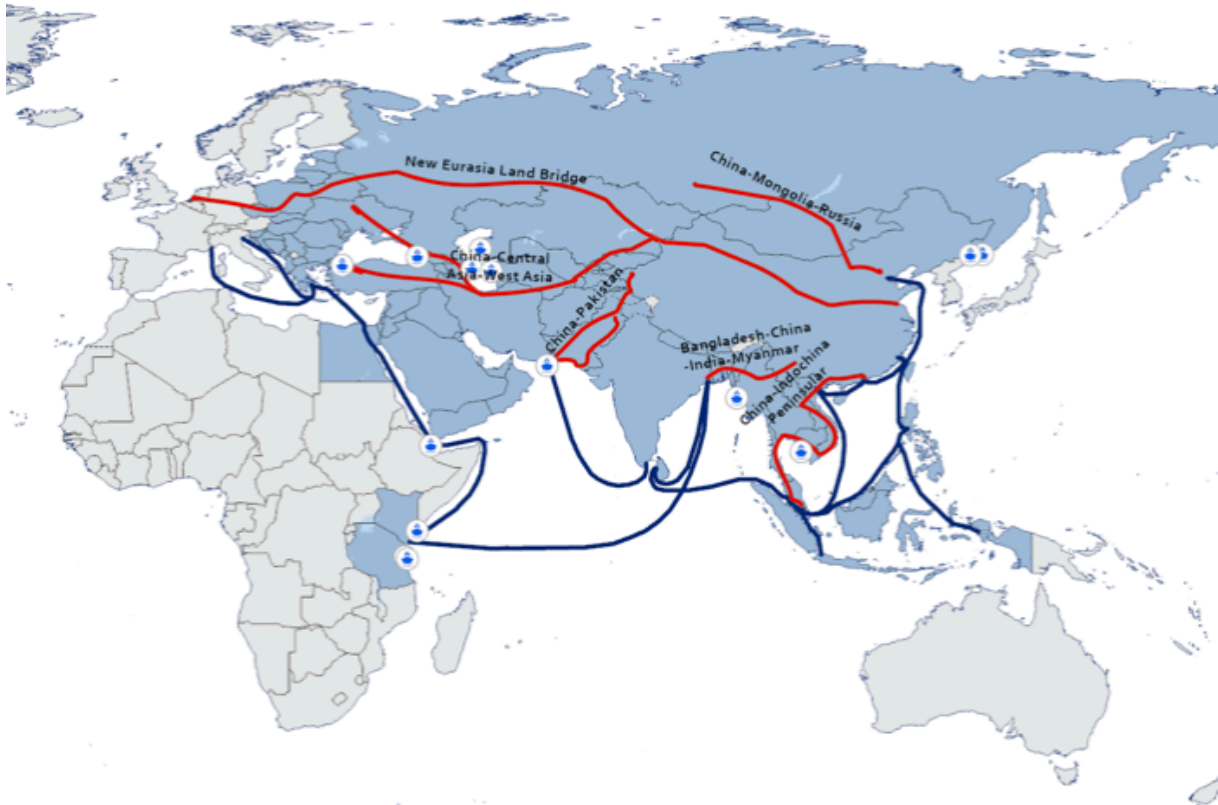 New Eurasia Land Bridge
China-Mongolia-Russia
China-Central
Asia-West Asia
China-Pakistan
Bangladesh-China
-India-Myanmar
China-Indochina
Peninsular